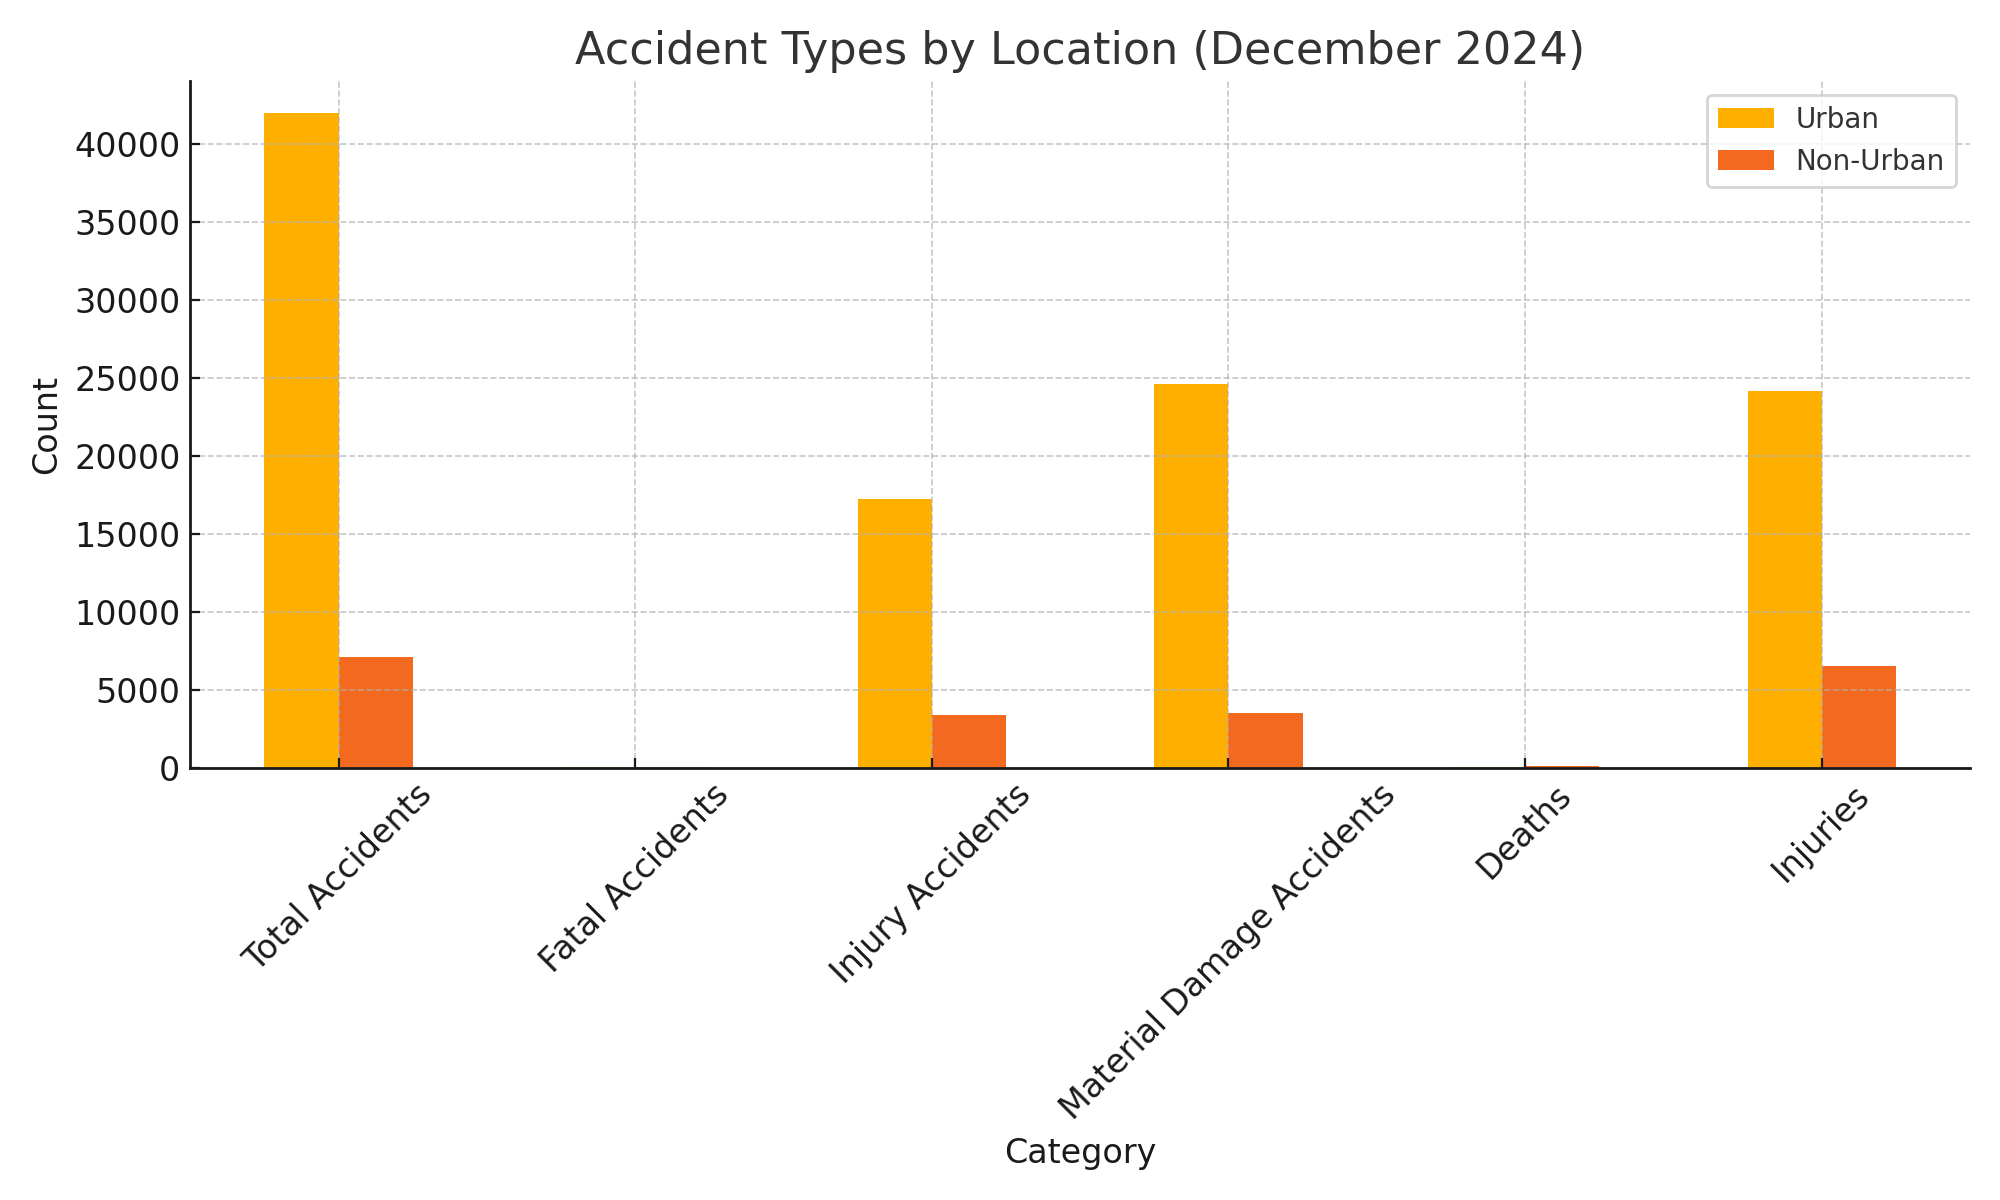 Accident Types by Location (December 2024)
Urban
Non-Urban
Count
40000
35000
30000
25000
20000
15000
10000
5000
0
Total Accidents
Fatal Accidents
Injury Accidents
Material Damage Accidents
Deaths
Injuries
Category